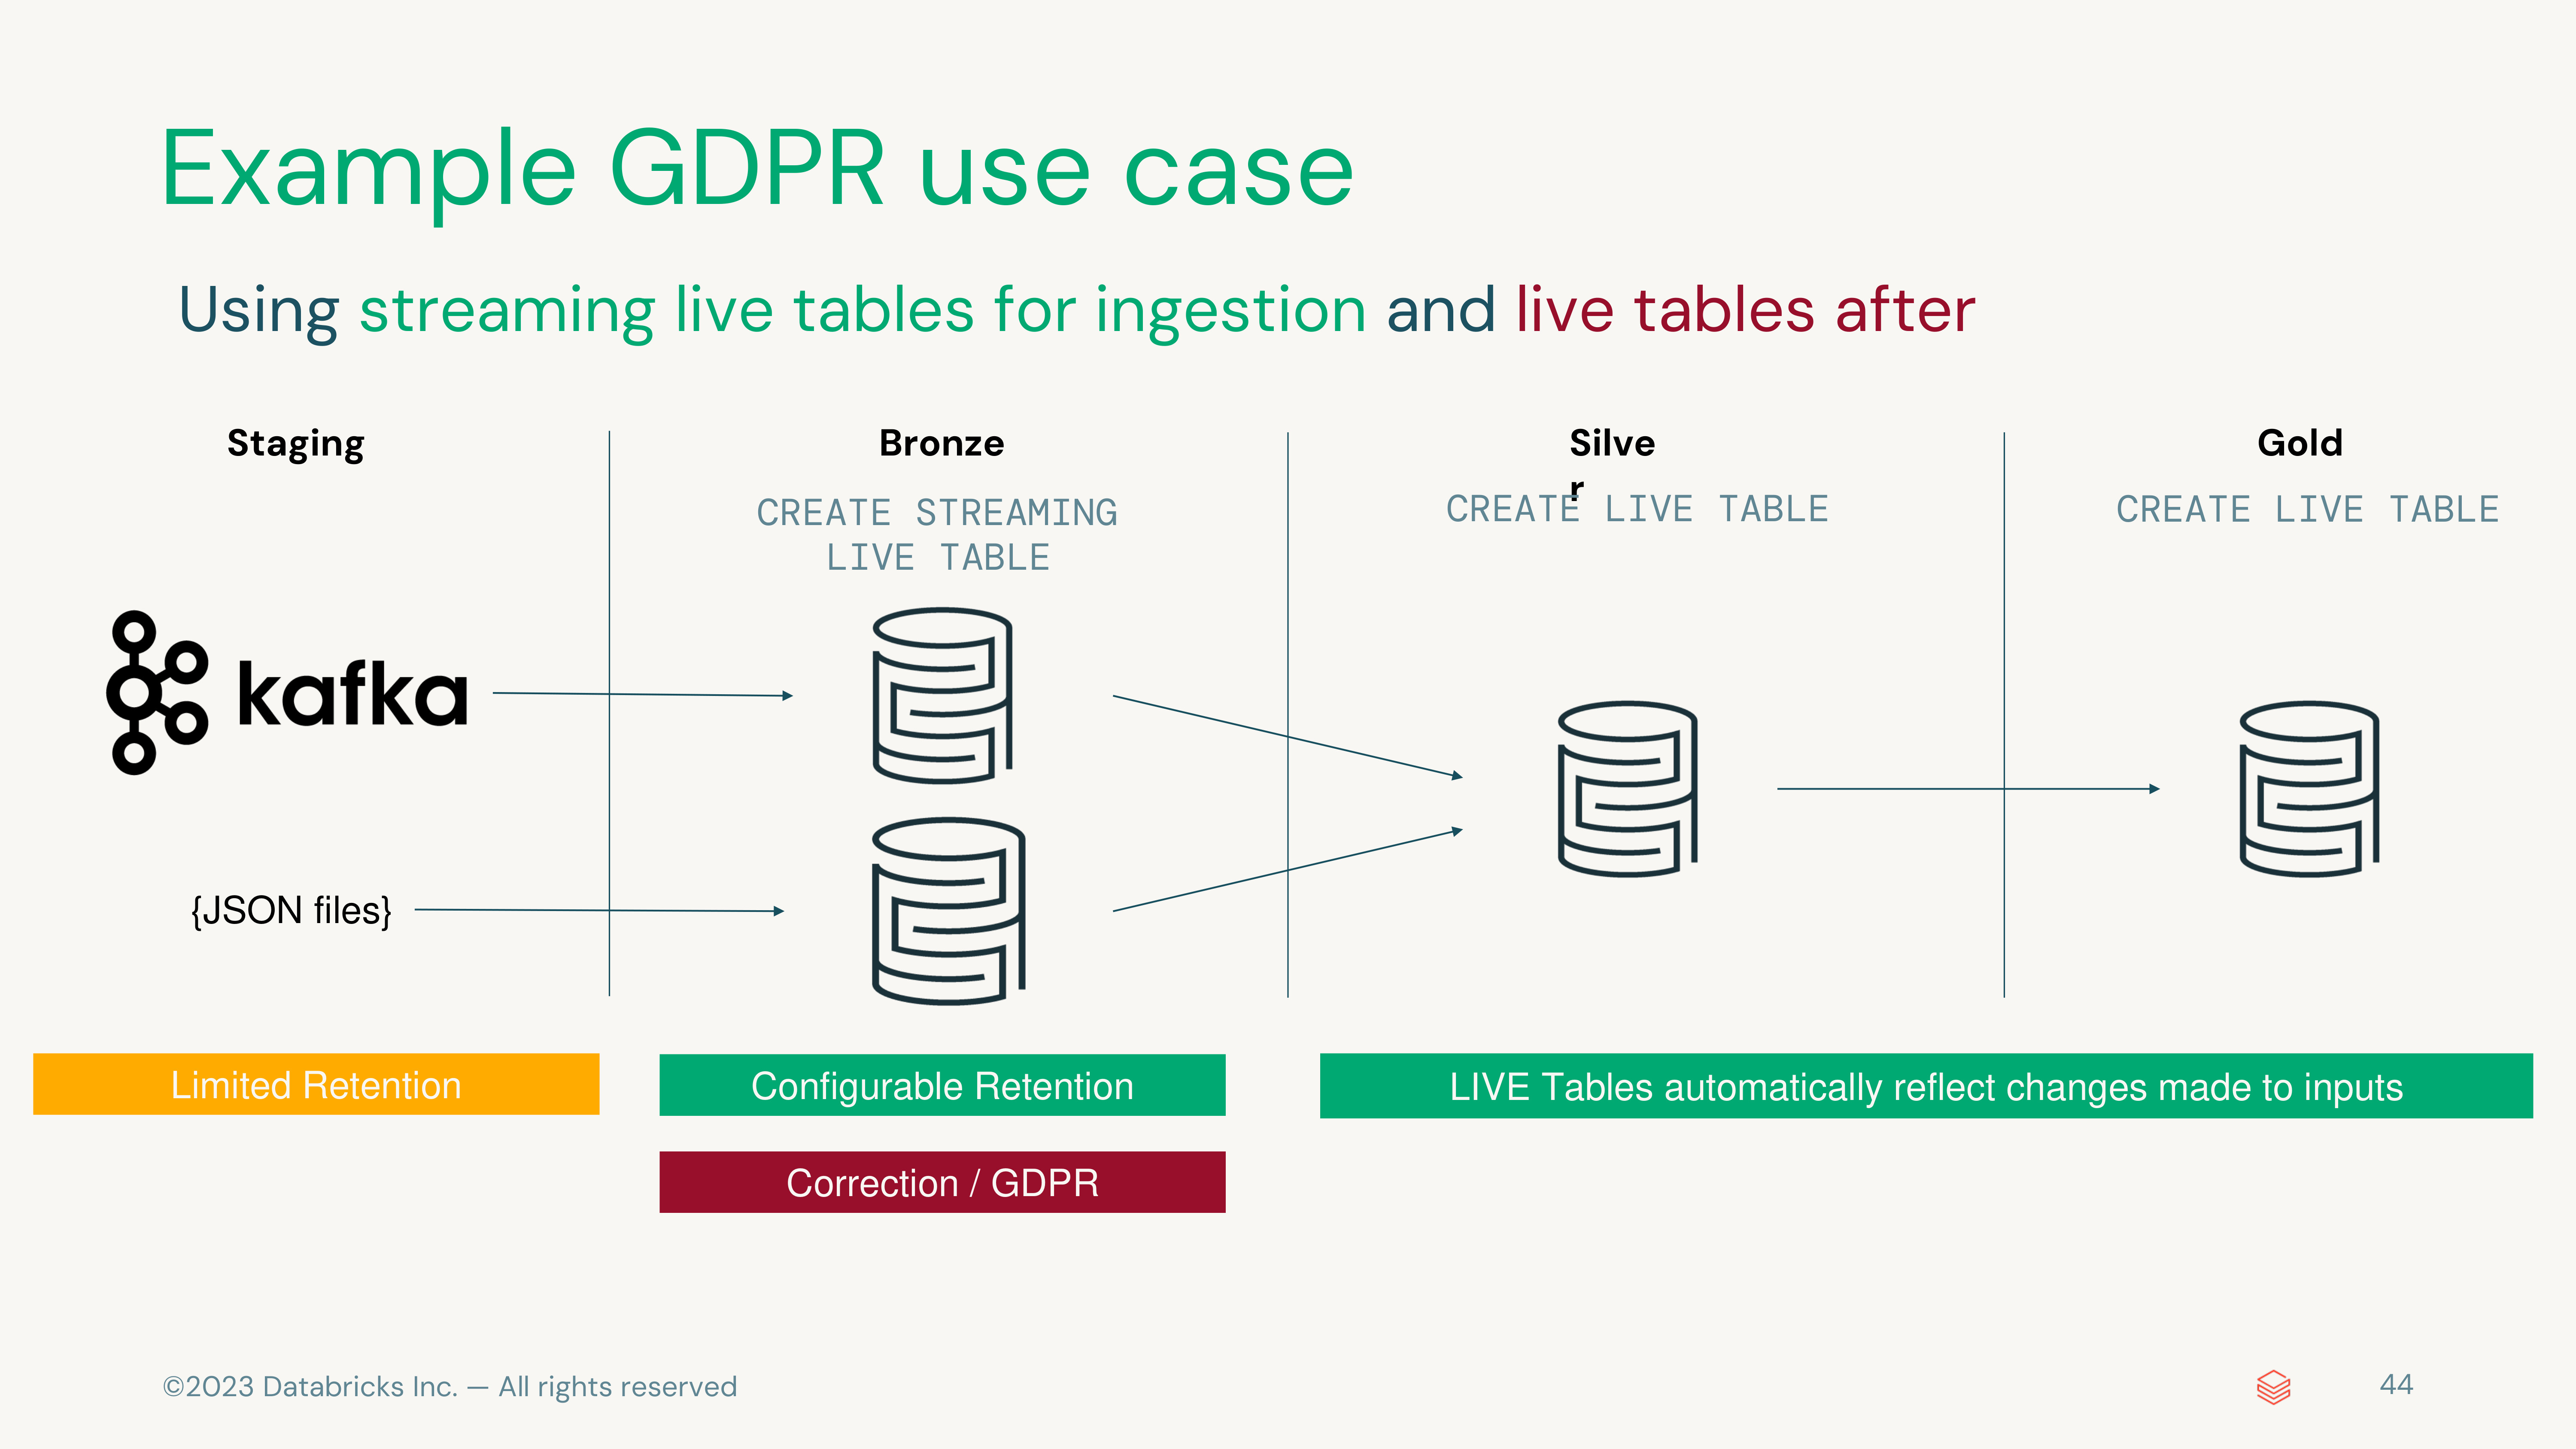 Example GDPR use case
Using streaming live tables for ingestion and live tables after
Staging
Bronze
Silve
r
Gold
CREATE STREAMING
LIVE TABLE
CREATE LIVE TABLE
CREATE LIVE TABLE
kafka
{JSON files}
Limited Retention
Configurable Retention
LIVE Tables automatically reflect changes made to inputs
Correction / GDPR
©2023 Databricks Inc. — All rights reserved
44